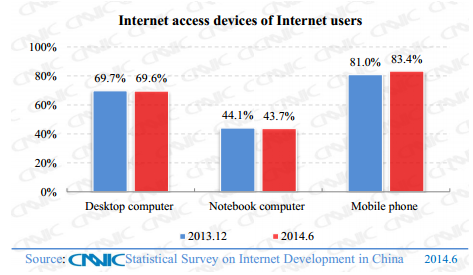 Internet access devices of Internet users
100%
80%
60%
40%
20%
0%
69.7%
69.6%
44.1%
43.7%
81.0%
83.4%
Desktop computer
Notebook computer
Mobile phone
2013.12
2014.6
Source: CNNIC Statistical Survey on Internet Development in China 2014.6